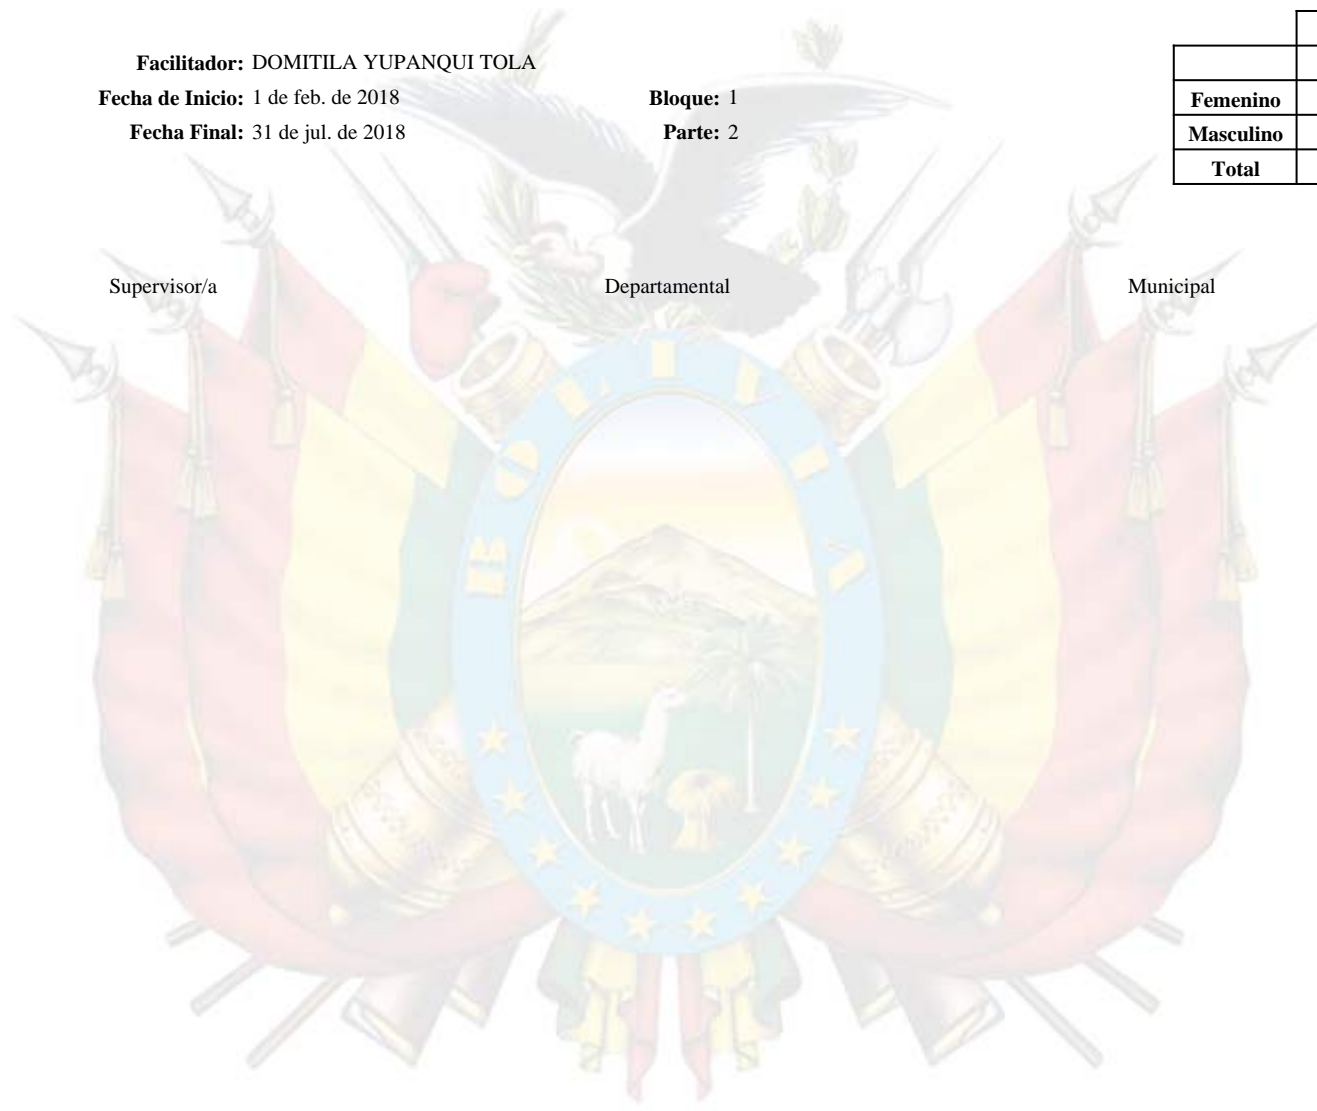 Facilitador: DOMITILA YUPANQUI TOLA
Fecha de Inicio: 1 de feb. de 2018 Bloque: 1
Fecha Final: 31 de jul. de 2018 Parte: 2
Femenino
Masculino
Total
Supervisor/a Departamental Municipal
BOLIVIA